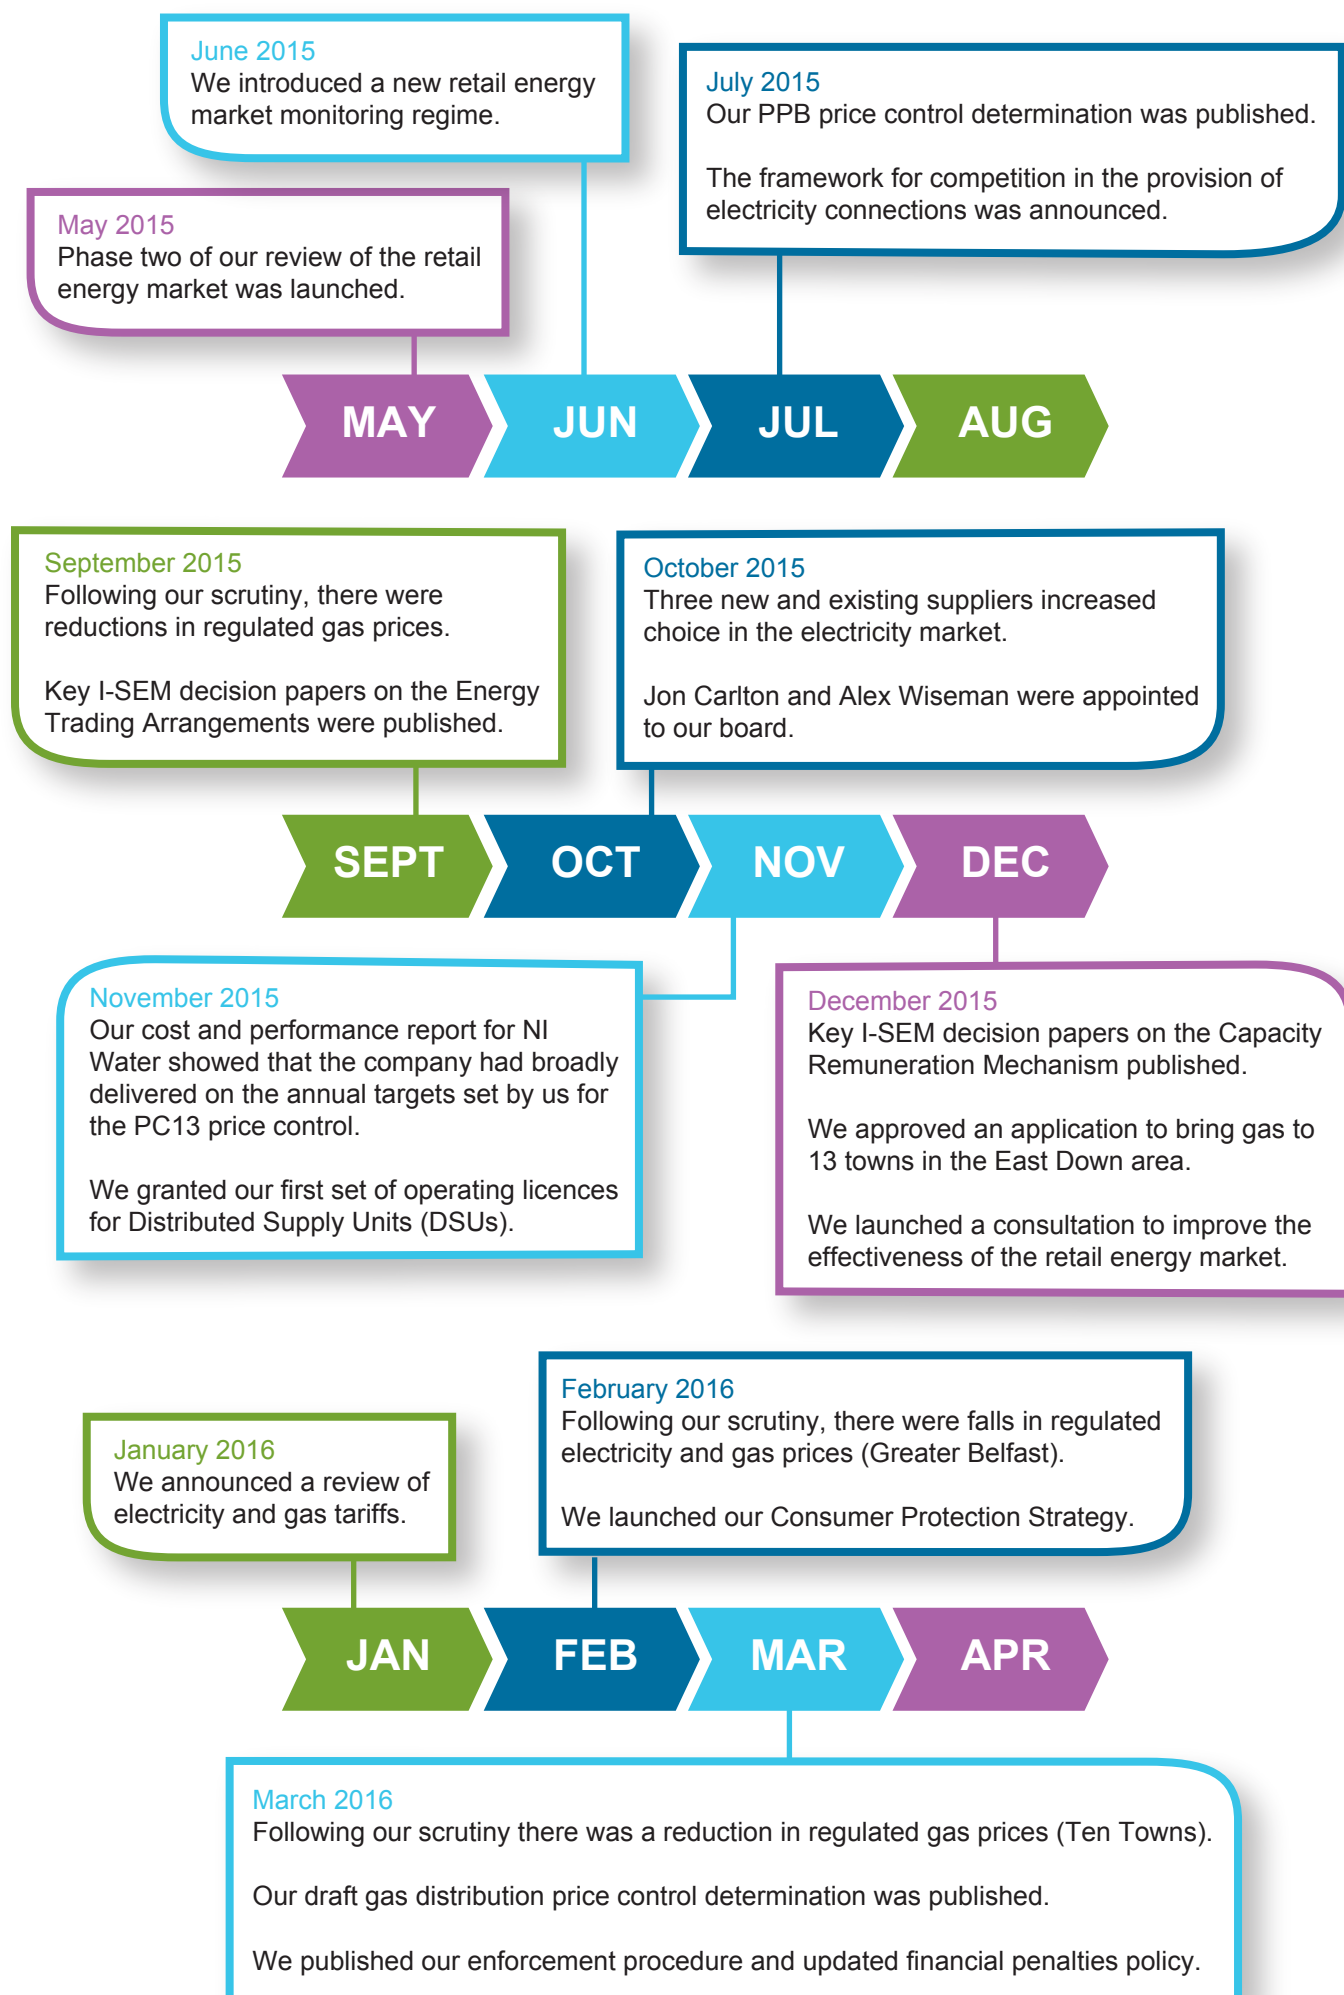 June 2015
We introduced a new retail energy
market monitoring regime.
July 2015
Our PPB price control determination was published.
The framework for competition in the provision of
electricity connections was announced.
May 2015
Phase two of our review of the retail
energy market was launched.
MAY
JUN
JUL
AUG
September 2015
Following our scrutiny, there were
reductions in regulated gas prices.
Key I-SEM decision papers on the Energy
Trading Arrangements were published.
October 2015
Three new and existing suppliers increased
choice in the electricity market.
Jon Carlton and Alex Wiseman were appointed
to our board.
SEPT
OCT
NOV
DEC
November 2015
Our cost and performance report for NI
Water showed that the company had broadly
delivered on the annual targets set by us for
the PC13 price control.
We granted our first set of operating licences
for Distributed Supply Units (DSUs).
December 2015
Key I-SEM decision papers on the Capacity
Remuneration Mechanism published.
We approved an application to bring gas to
13 towns in the East Down area.
We launched a consultation to improve the
effectiveness of the retail energy market.
January 2016
We announced a review of
electricity and gas tariffs.
February 2016
Following our scrutiny, there were falls in regulated
electricity and gas prices (Greater Belfast).
We launched our Consumer Protection Strategy.
JAN
FEB
MAR
APR
March 2016
Following our scrutiny there was a reduction in regulated gas prices (Ten Towns).
Our draft gas distribution price control determination was published.
We published our enforcement procedure and updated financial penalties policy.